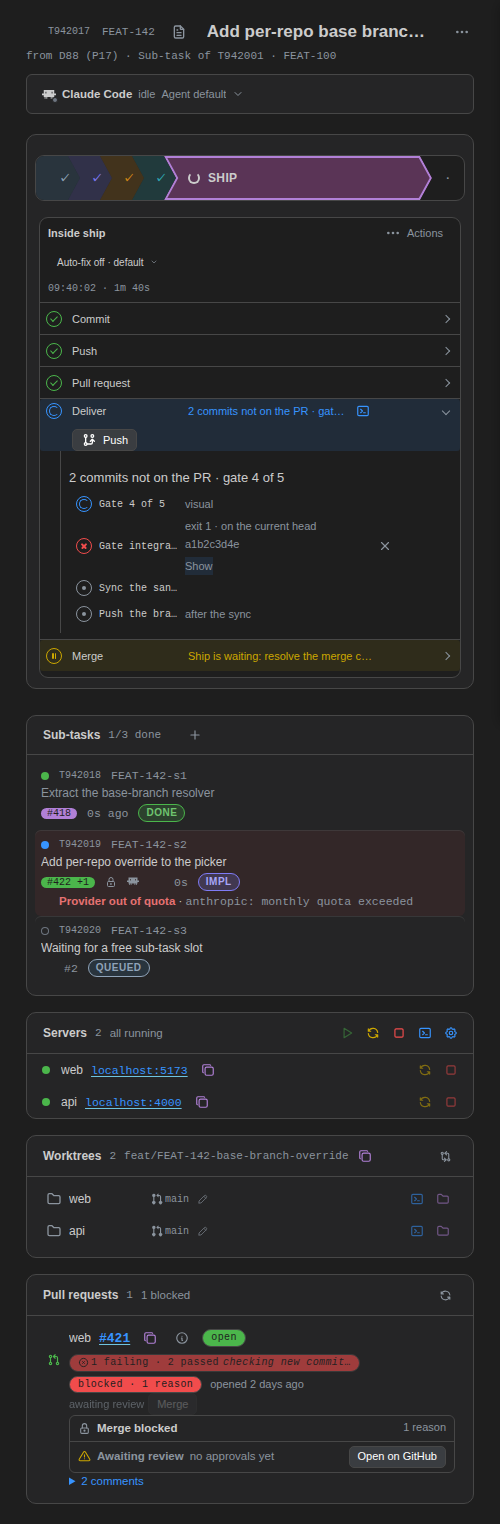 T942017 FEAT-142 Add per-repo base branc…
from D88 (P17) · Sub-task of T942001 · FEAT-100
Claude Code idle Agent default
SHIP
Inside ship Actions
Auto-fix off · default
09:40:02 · 1m 40s
Commit
Push
Pull request
Deliver 2 commits not on the PR · gat…
Push
2 commits not on the PR · gate 4 of 5
Gate 4 of 5 visual
exit 1 · on the current head
Gate integra… a1b2c3d4e
Show
Sync the san…
Push the bra… after the sync
Merge Ship is waiting: resolve the merge c…
Sub-tasks 1/3 done
T942018 FEAT-142-s1
Extract the base-branch resolver
#418 0s ago DONE
T942019 FEAT-142-s2
Add per-repo override to the picker
#422 +1 0s IMPL
Provider out of quota · anthropic: monthly quota exceeded
T942020 FEAT-142-s3
Waiting for a free sub-task slot
#2 QUEUED
Servers 2 all running
web localhost:5173
api localhost:4000
Worktrees 2 feat/FEAT-142-base-branch-override
web main
api main
Pull requests 1 1 blocked
web #421 open
1 failing · 2 passed checking new commit…
blocked · 1 reason opened 2 days ago
awaiting review Merge
Merge blocked 1 reason
Awaiting review no approvals yet Open on GitHub
2 comments